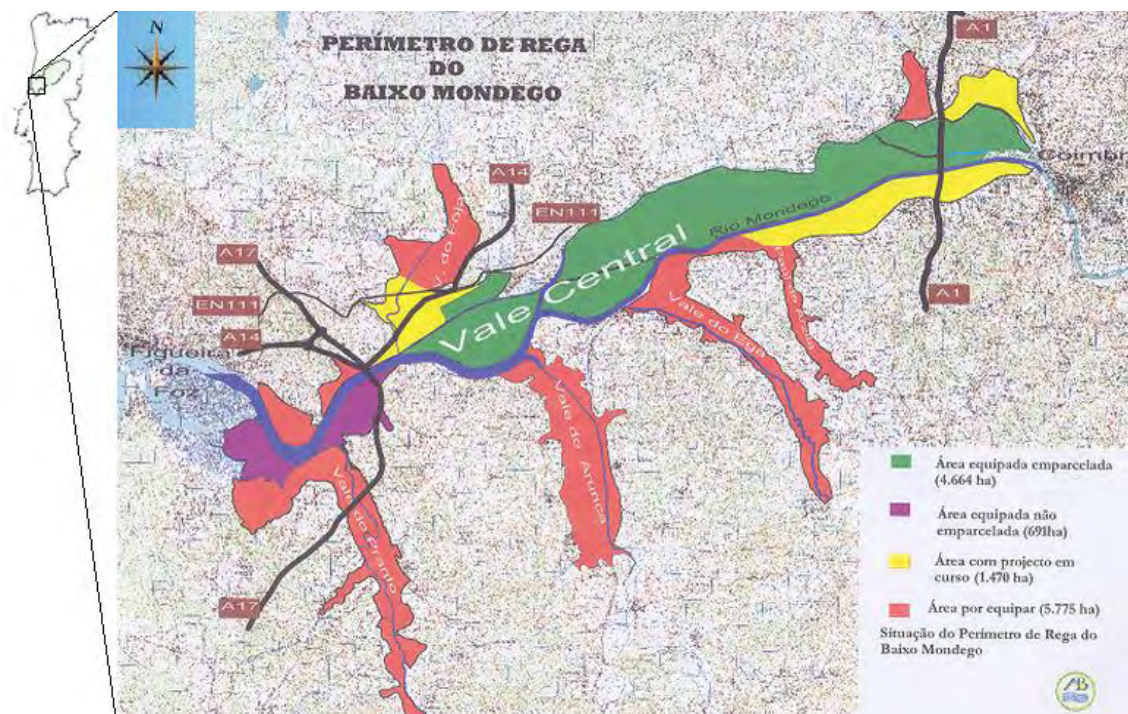 N
PERÍMETRO DE REGA
DO
BAIXO MONDEGO
A1
A14
EN111
Coimbr
Rio Mondego
V. do Foja
A17
EN111
A14
Vale Central
Vale do Ega
A1
Figueira
da
Foz
Vale do Arunca
Vale do Pranto
A17
Área equipada emparcelada
(4.664 ha)
Área equipada não
emparcelada (691ha)
Área com projecto em
curso (1.470 ha)
Área por equipar (5.775 ha)
Situação do Perímetro de Rega do
Baixo Mondego